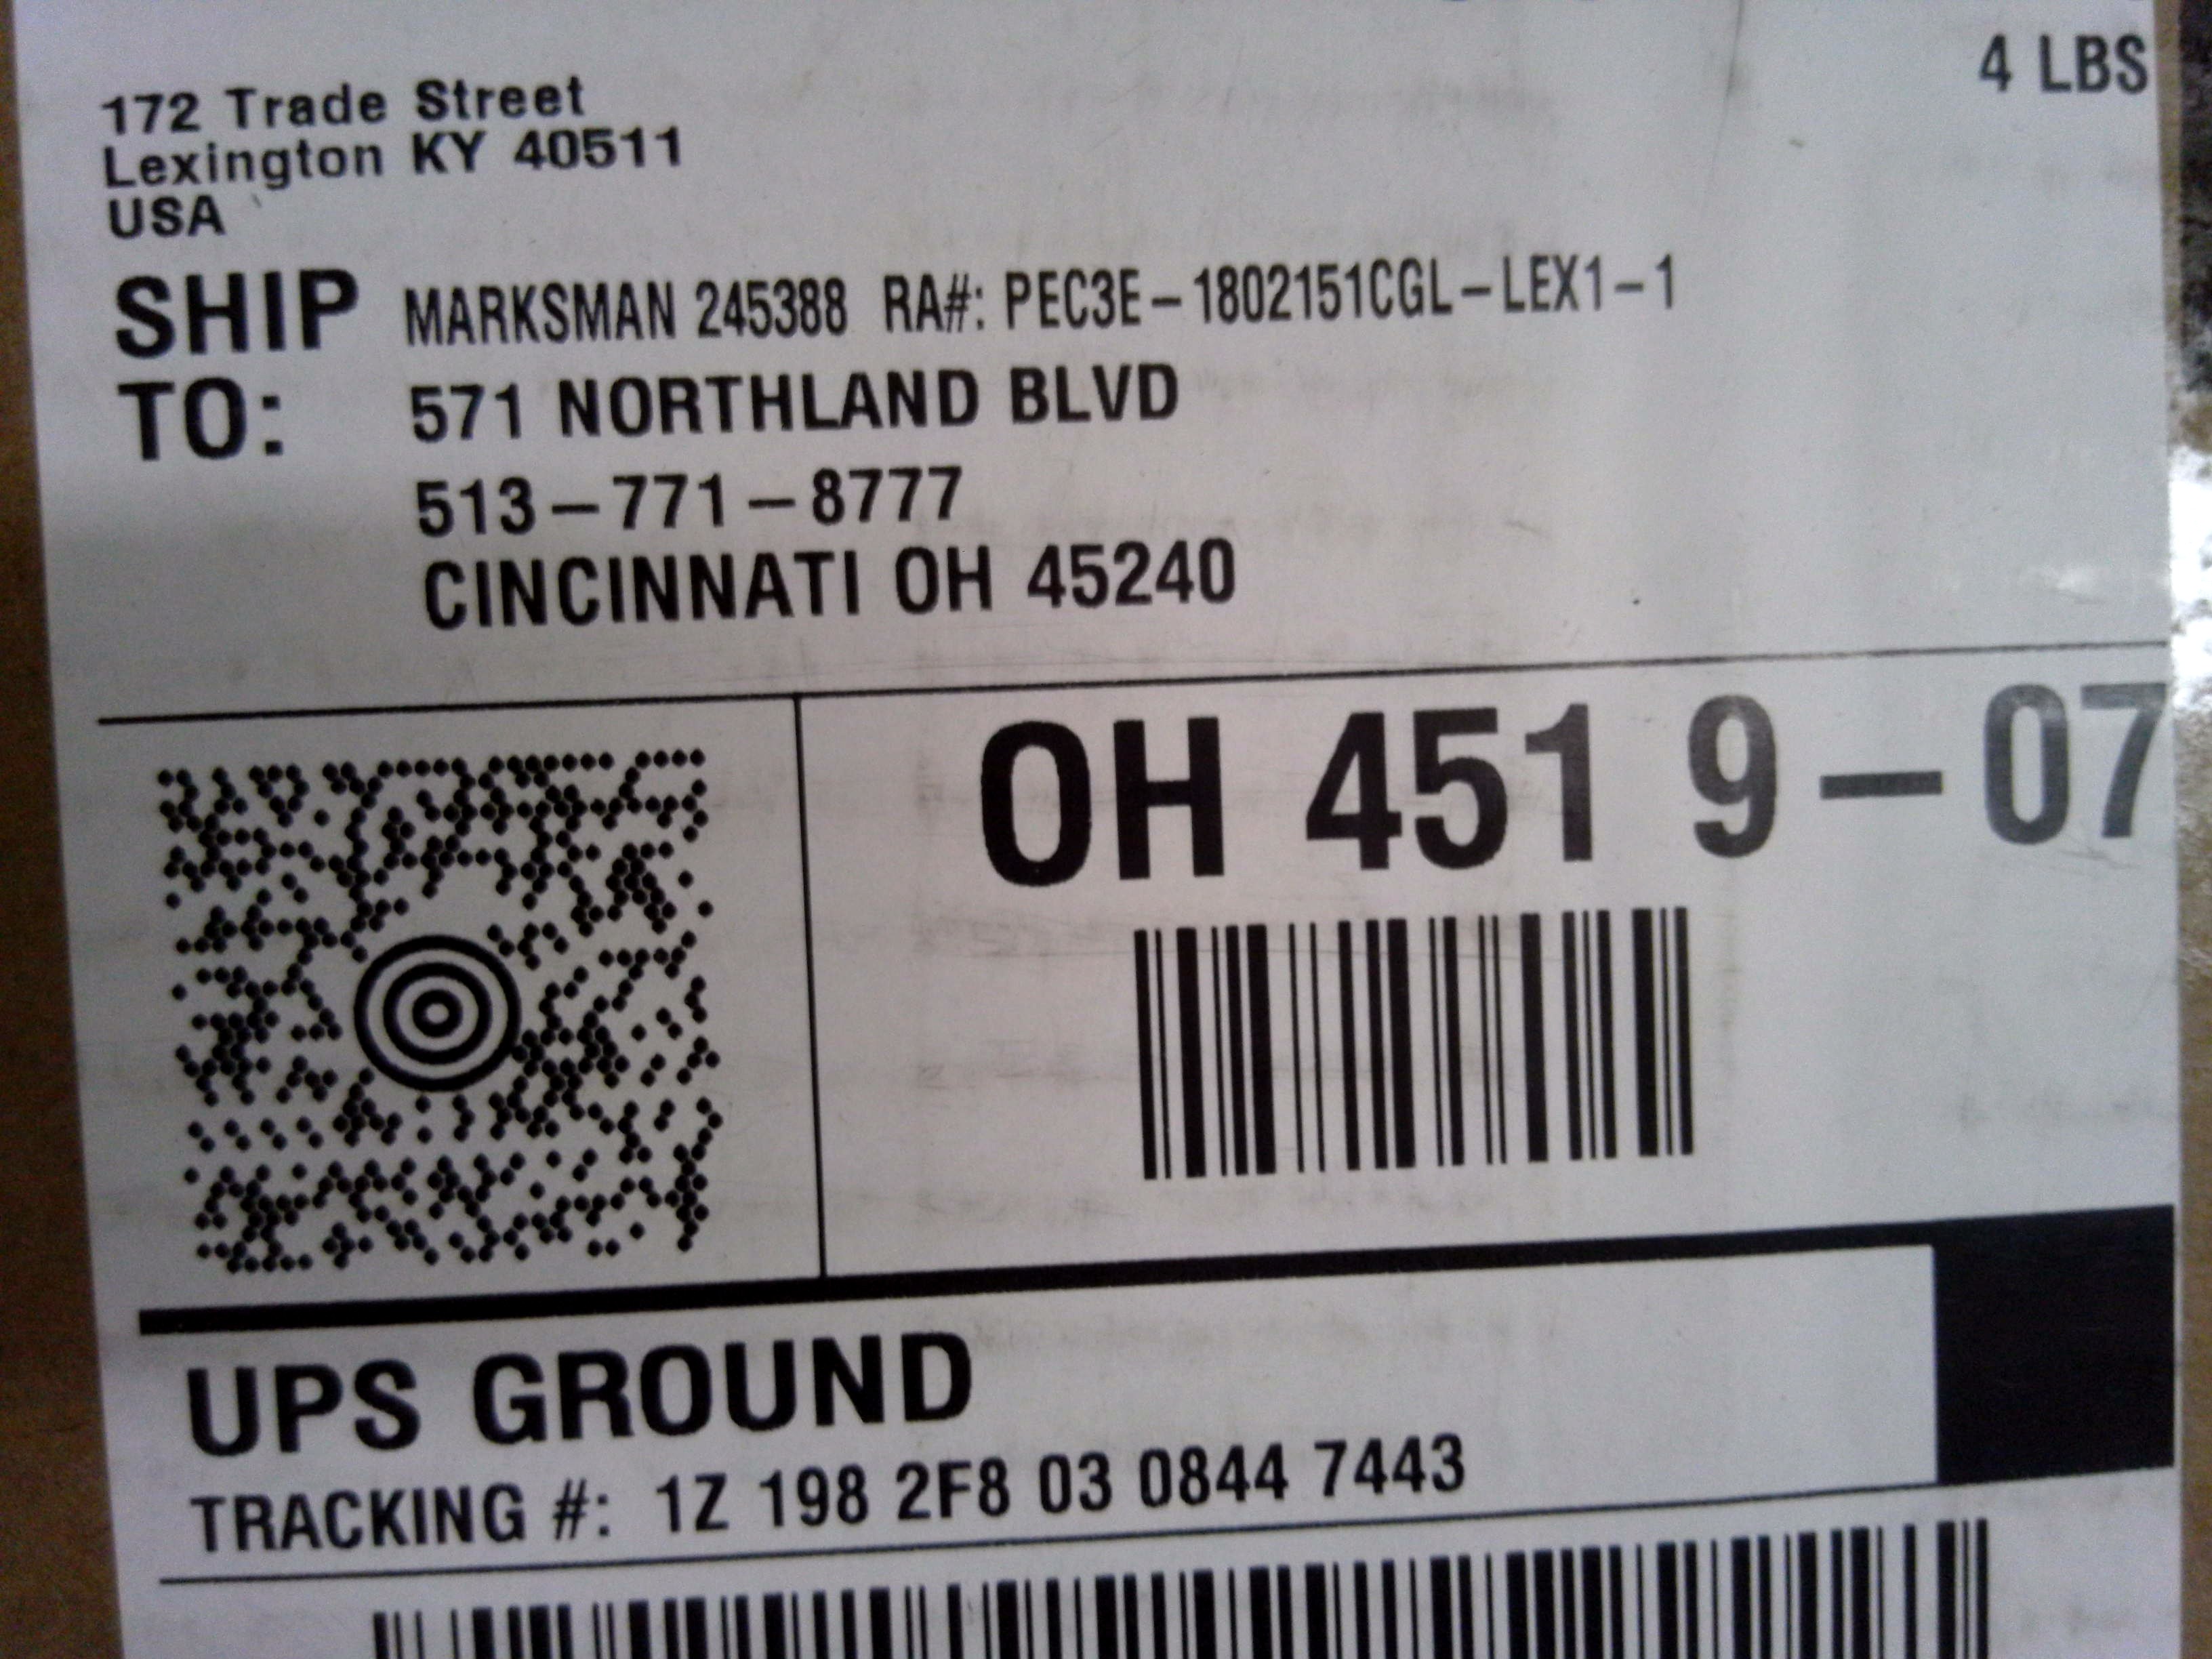 4 LBS
172 Trade Street
Lexington KY 40511
USA
SHIP TO:
MARKSMAN 245388 RA#: PEC3E-1802151CGL-LEX1-1
571 NORTHLAND BLVD
513-771-8777
CINCINNATI OH 45240
OH 451 9-07
UPS GROUND
TRACKING #: 1Z 198 2F8 03 0844 7443